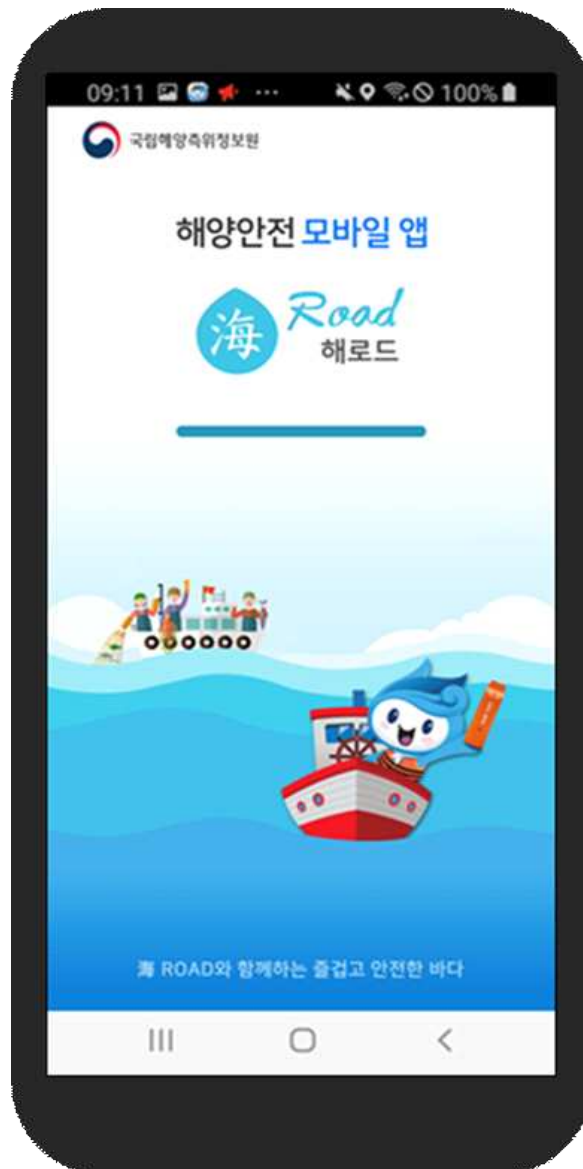 09:11 ... 100%
국립해양측위정보원
해양안전 모바일 앱
海 Road
해로드
海 ROAD와 함께하는 즐겁고 안전한 바다